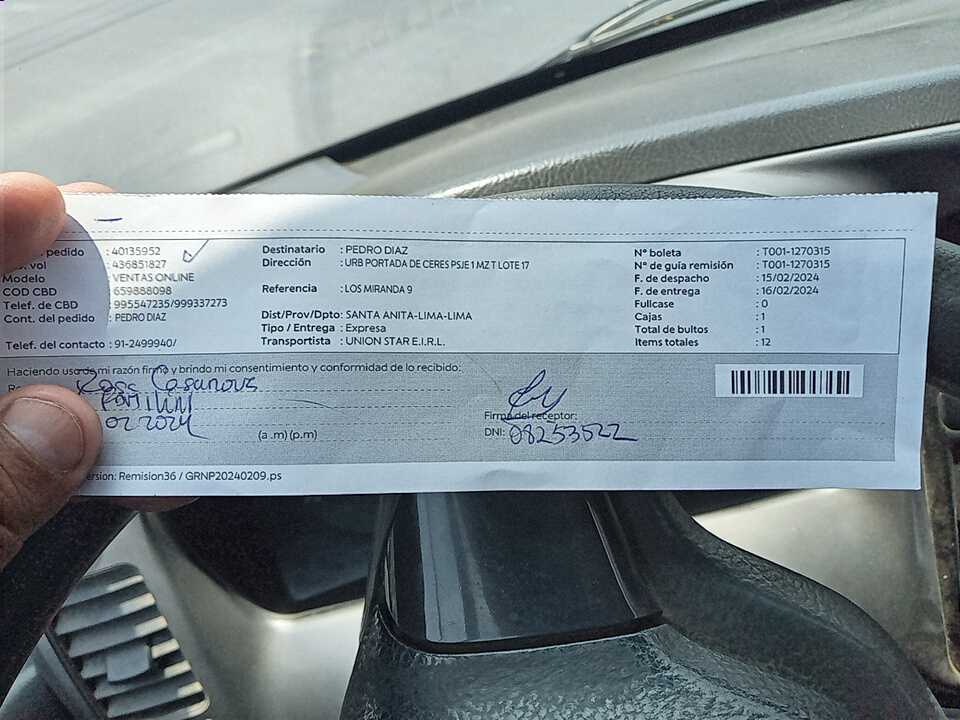 pedido : 40135952
vol : 436851827
Modelo : VENTAS ONLINE
COD CBD : 659888098
Telef. de CBD : 995547235/999337273
Cont. del pedido : PEDRO DIAZ
Telef. del contacto : 91-2499940/
Destinatario : PEDRO DIAZ
Dirección : URB PORTADA DE CERES PSJE 1 MZ T LOTE 17
Referencia : LOS MIRANDA 9
Dist/Prov/Dpto: SANTA ANITA-LIMA-LIMA
Tipo / Entrega : Expresa
Transportista : UNION STAR E.I.R.L.
N° boleta : T001-1270315
N° de guía remisión : T001-1270315
F. de despacho : 15/02/2024
F. de entrega : 16/02/2024
Fullcase : 0
Cajas : 1
Total de bultos : 1
Items totales : 12
Haciendo uso de mi razón firmo y brindo mi consentimiento y conformidad de lo recibido:
Rosa Casanova
02 2024
(a .m) (p.m)
Firma del receptor:
DNI: 08253522
ersion: Remision36 / GRNP20240209.ps